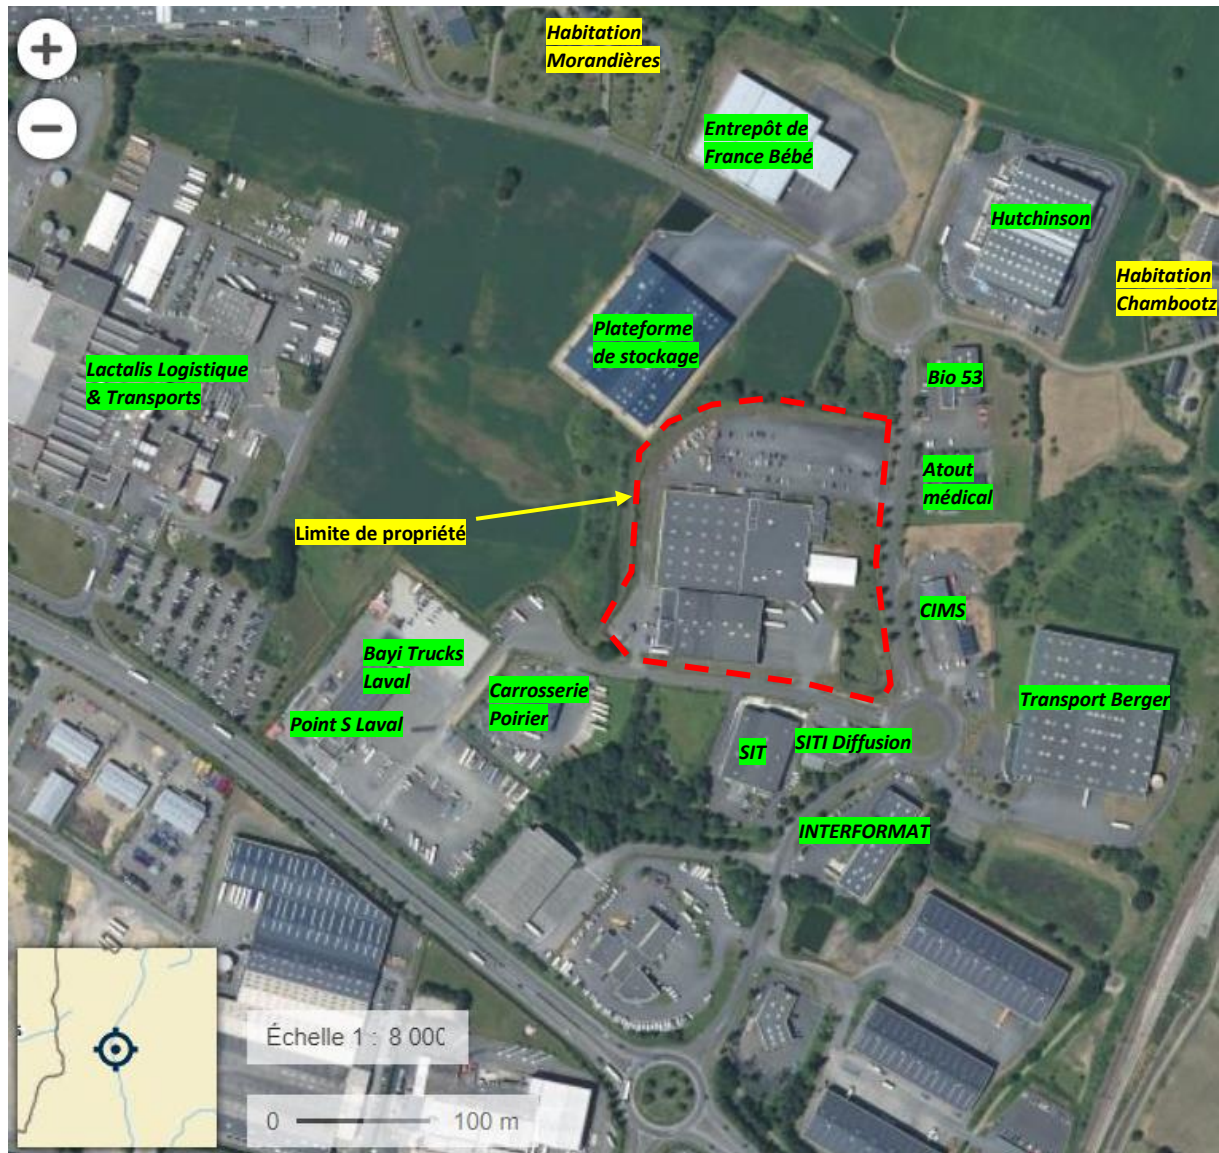 Habitation
Morandières
Entrepôt de
France Bébé
Hutchinson
Habitation
Chambootz
Plateforme
de stockage
Lactalis Logistique
& Transports
Bio 53
Atout
médical
Limite de propriété
CIMS
Bayi Trucks
Laval
Carrosserie
Poirier
Point S Laval
Transport Berger
SIT
SITI Diffusion
INTERFORMAT
Échelle 1 : 8 000
0 100 m